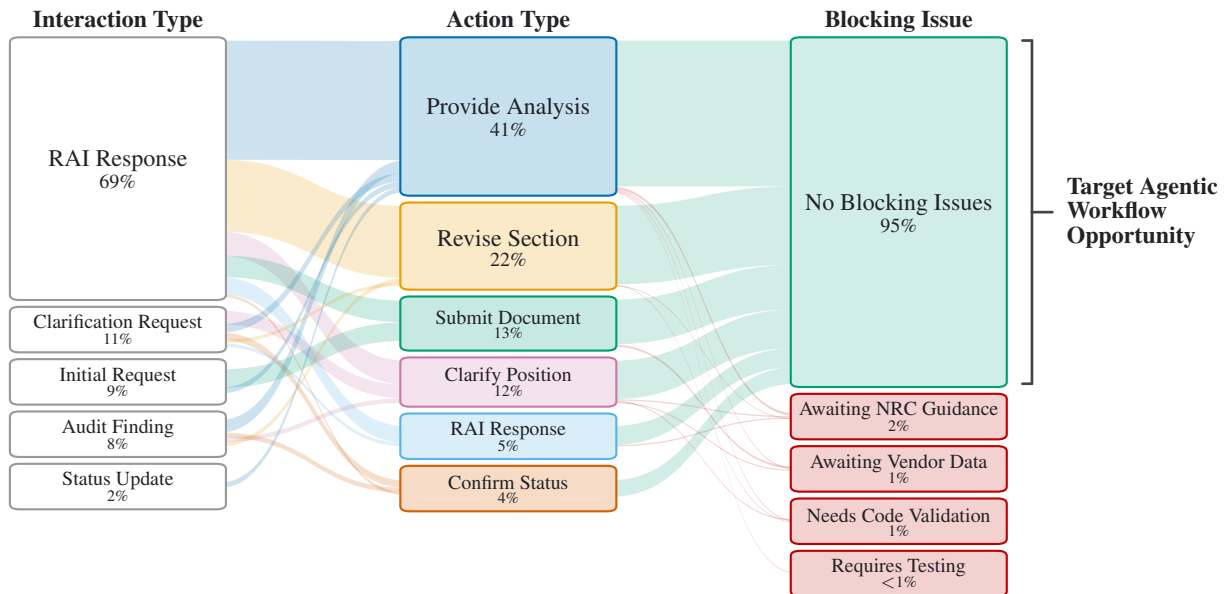 Interaction Type
Action Type
Blocking Issue
RAI Response
69%
Clarification Request
11%
Initial Request
9%
Audit Finding
8%
Status Update
2%
Provide Analysis
41%
Revise Section
22%
Submit Document
13%
Clarify Position
12%
RAI Response
5%
Confirm Status
4%
No Blocking Issues
95%
Awaiting NRC Guidance
2%
Awaiting Vendor Data
1%
Needs Code Validation
1%
Requires Testing
<1%
Target Agentic
Workflow
Opportunity